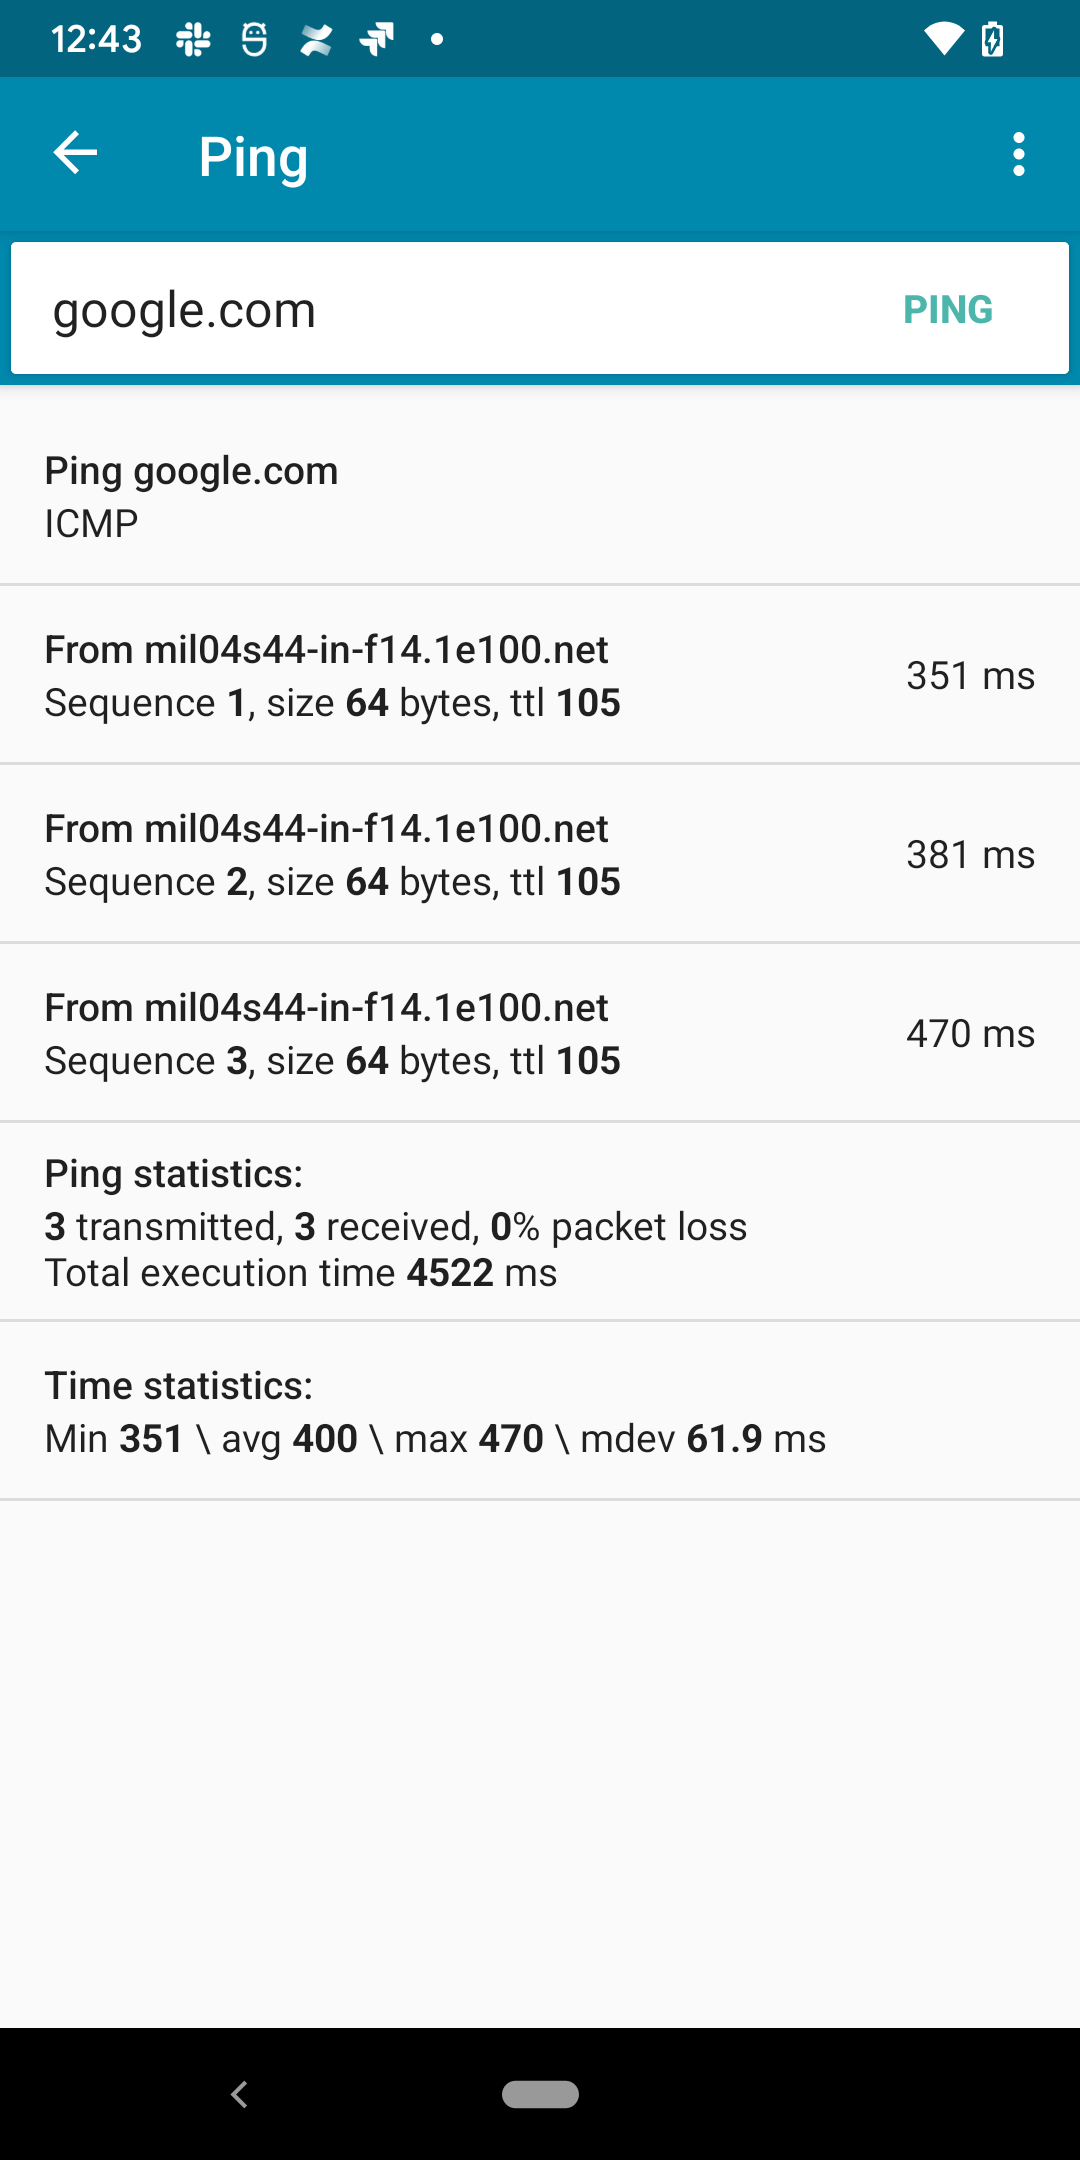 12:43
Ping
google.com
PING
Ping google.com
ICMP
From mil04s44-in-f14.1e100.net
Sequence 1, size 64 bytes, ttl 105
351 ms
From mil04s44-in-f14.1e100.net
Sequence 2, size 64 bytes, ttl 105
381 ms
From mil04s44-in-f14.1e100.net
Sequence 3, size 64 bytes, ttl 105
470 ms
Ping statistics:
3 transmitted, 3 received, 0% packet loss
Total execution time 4522 ms
Time statistics:
Min 351 \ avg 400 \ max 470 \ mdev 61.9 ms